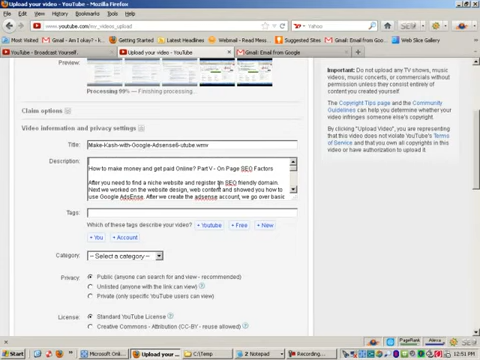 Upload your video - YouTube - Mozilla Firefox
File Edit View History Bookmarks Tools Help
www.youtube.com/my_videos_upload
Yahoo
Most Visited Gmail - Am I okay? - k... Getting Started Latest Headlines Customize Links Suggested Sites Web Slice Gallery
YouTube - Broadcast Yourself. Upload your video - YouTube Gmail: Email from Google
Preview:
Processing 99% - Finishing processing.
Important: Do not upload any TV shows, music
videos, music concerts, or commercials without
permission unless they consist entirely of
content you created yourself.
The Copyright Tips page and the Community
Guidelines can help you determine whether your
video infringes someone else's copyright.
By clicking "Upload Video", you are representing
that this video does not violate YouTube's Terms
of Service and that you own all copyrights in
this video or have authorization to upload it.
Claim options
Video information and privacy settings
Title: Make-Kash-with-Google-Adsense6-utube.wmv
Description:
How to make money and get paid Online? Part V - On Page SEO Factors
After you need to find a niche website and register the SEO friendly domain.
Next we worked on the website design, web content and showed you how to
use Google AdsEnse. After we create the adsense account, we go over basic
Tags:
Which of these tags describe your video? + Youtube + Free + New
+ You + Account
Category: -- Select a category --
Privacy: Public (anyone can search for and view - recommended)
Unlisted (anyone with the link can view)
Private (only specific YouTube users can view)
License: Standard YouTube License
Creative Commons - Attribution (CC-BY - reuse allowed)
PageRank Alexa
Start Microsoft Onli... Upload your ... C:\Temp 2 Notepad Recording... 12:51 PM